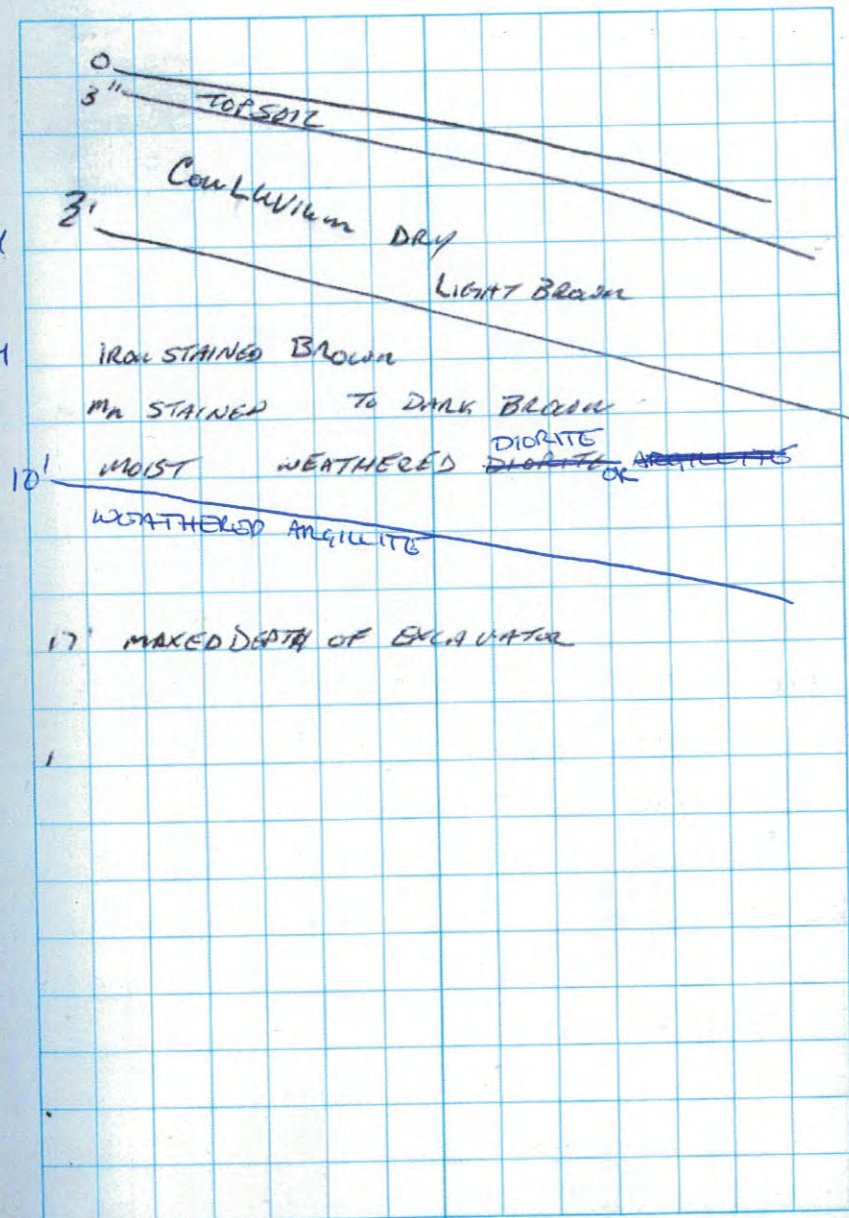 0
3"
TOPSOIL
COLLUVIUM DRY
LIGHT BROWN
IRON STAINED BROWN
Mn STAINED TO DARK BROWN
DIORITE
10' MOIST WEATHERED DIORITE OR ARGILLITE
WEATHERED ARGILLITE
17' MAXED DEPTH OF EXCAVATOR